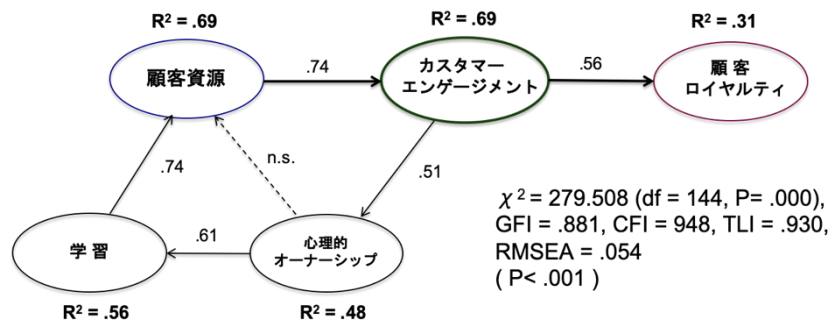 R² = .69
R² = .69
R² = .31
顧客資源
.74
カスタマー
エンゲージメント
.56
顧 客
ロイヤルティ
.74
n.s.
.51
学 習
.61
心理的
オーナーシップ
R² = .56
R² = .48
χ² = 279.508 (df = 144, P= .000),
GFI = .881, CFI = 948, TLI = .930,
RMSEA = .054
( P< .001 )